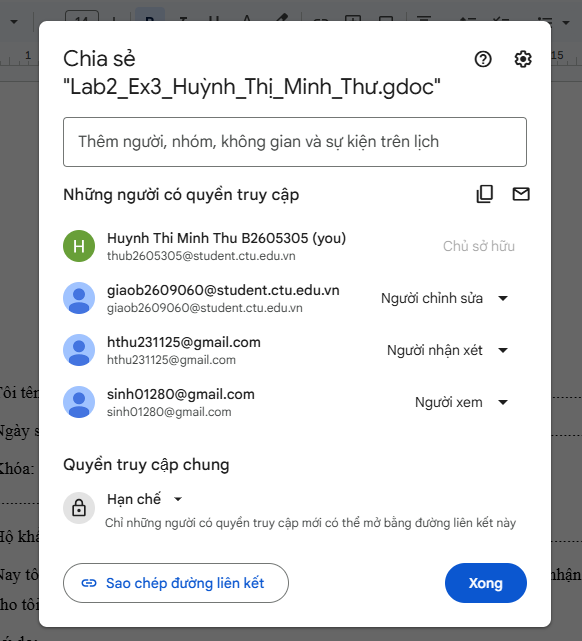 14
1
15
Chia sẻ
"Lab2_Ex3_Huỳnh_Thị_Minh_Thư.gdoc"
Thêm người, nhóm, không gian và sự kiện trên lịch
Những người có quyền truy cập
H
Huynh Thi Minh Thu B2605305 (you)
thub2605305@student.ctu.edu.vn
Chủ sở hữu
giaob2609060@student.ctu.edu.vn
giaob2609060@student.ctu.edu.vn
Người chỉnh sửa
hthu231125@gmail.com
hthu231125@gmail.com
Người nhận xét
sinh01280@gmail.com
sinh01280@gmail.com
Người xem
Quyền truy cập chung
Hạn chế
Chỉ những người có quyền truy cập mới có thể mở bằng đường liên kết này
Sao chép đường liên kết
Xong
Tôi tên
Ngày s
Khóa:
Hộ khẩ
Nay tô
nhận
cho tôi